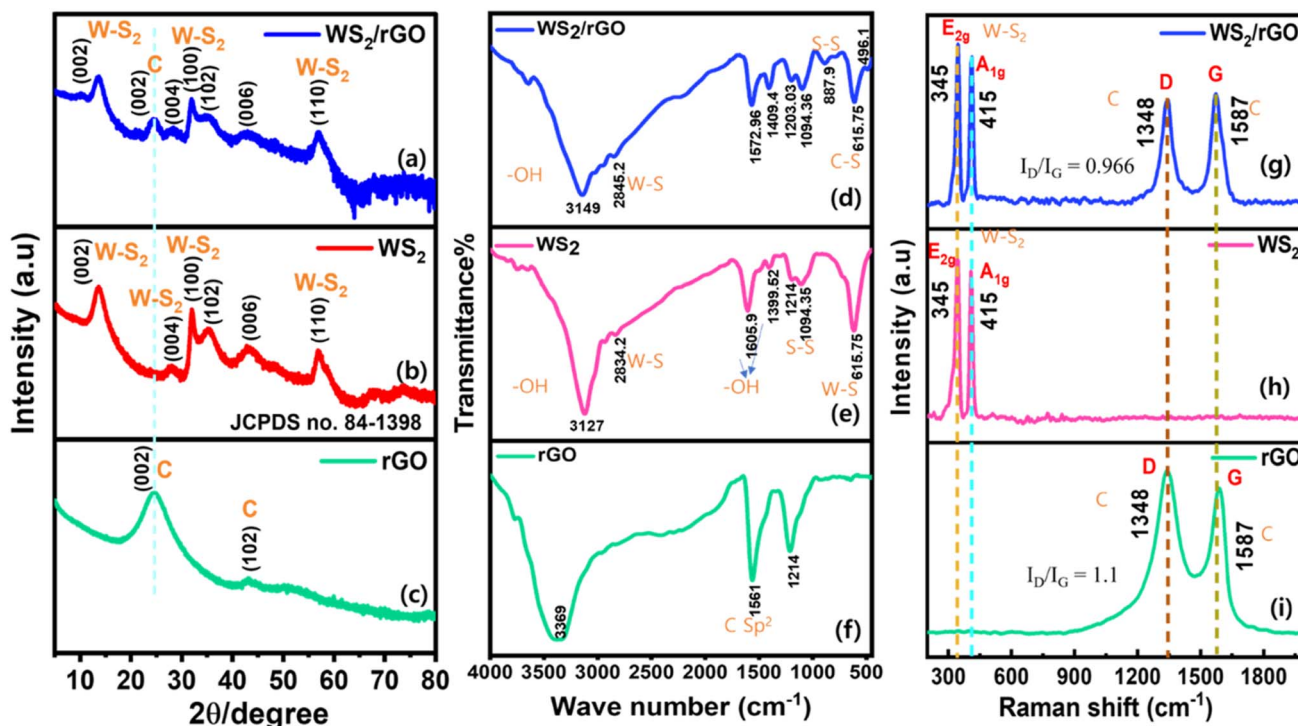 Intensity (a.u)
W-S2
WS2/rGO
W-S2
C
W-S2
(002)
(002)
(004)
(100)
(102)
(006)
(110)
(a)
WS2
W-S2
W-S2
W-S2
W-S2
(002)
(004)
(100)
(102)
(006)
(110)
(b)
JCPDS no. 84-1398
rGO
(002)
C
C
(102)
(c)
10 20 30 40 50 60 70 80
2θ/degree
Transmittance%
WS2/rGO
S-S
496.1
887.9
1572.96
1409.4
1203.03
1094.36
615.75
C-S
-OH
2845.2
W-S
3149
(d)
WS2
1399.52
1214
1094.35
1605.9
615.75
2834.2
W-S
S-S
-OH
-OH
W-S
3127
(e)
rGO
3369
1561
1214
C Sp2
(f)
4000 3500 3000 2500 2000 1500 1000 500
Wave number (cm-1)
Intensity (a.u)
E2g
W-S2
WS2/rGO
345
A1g
415
D
G
C
1348
1587
C
ID/IG = 0.966
(g)
W-S2
WS2
E2g
A1g
345
415
(h)
rGO
D
G
C
1348
1587
C
ID/IG = 1.1
(i)
300 600 900 1200 1500 1800
Raman shift (cm-1)